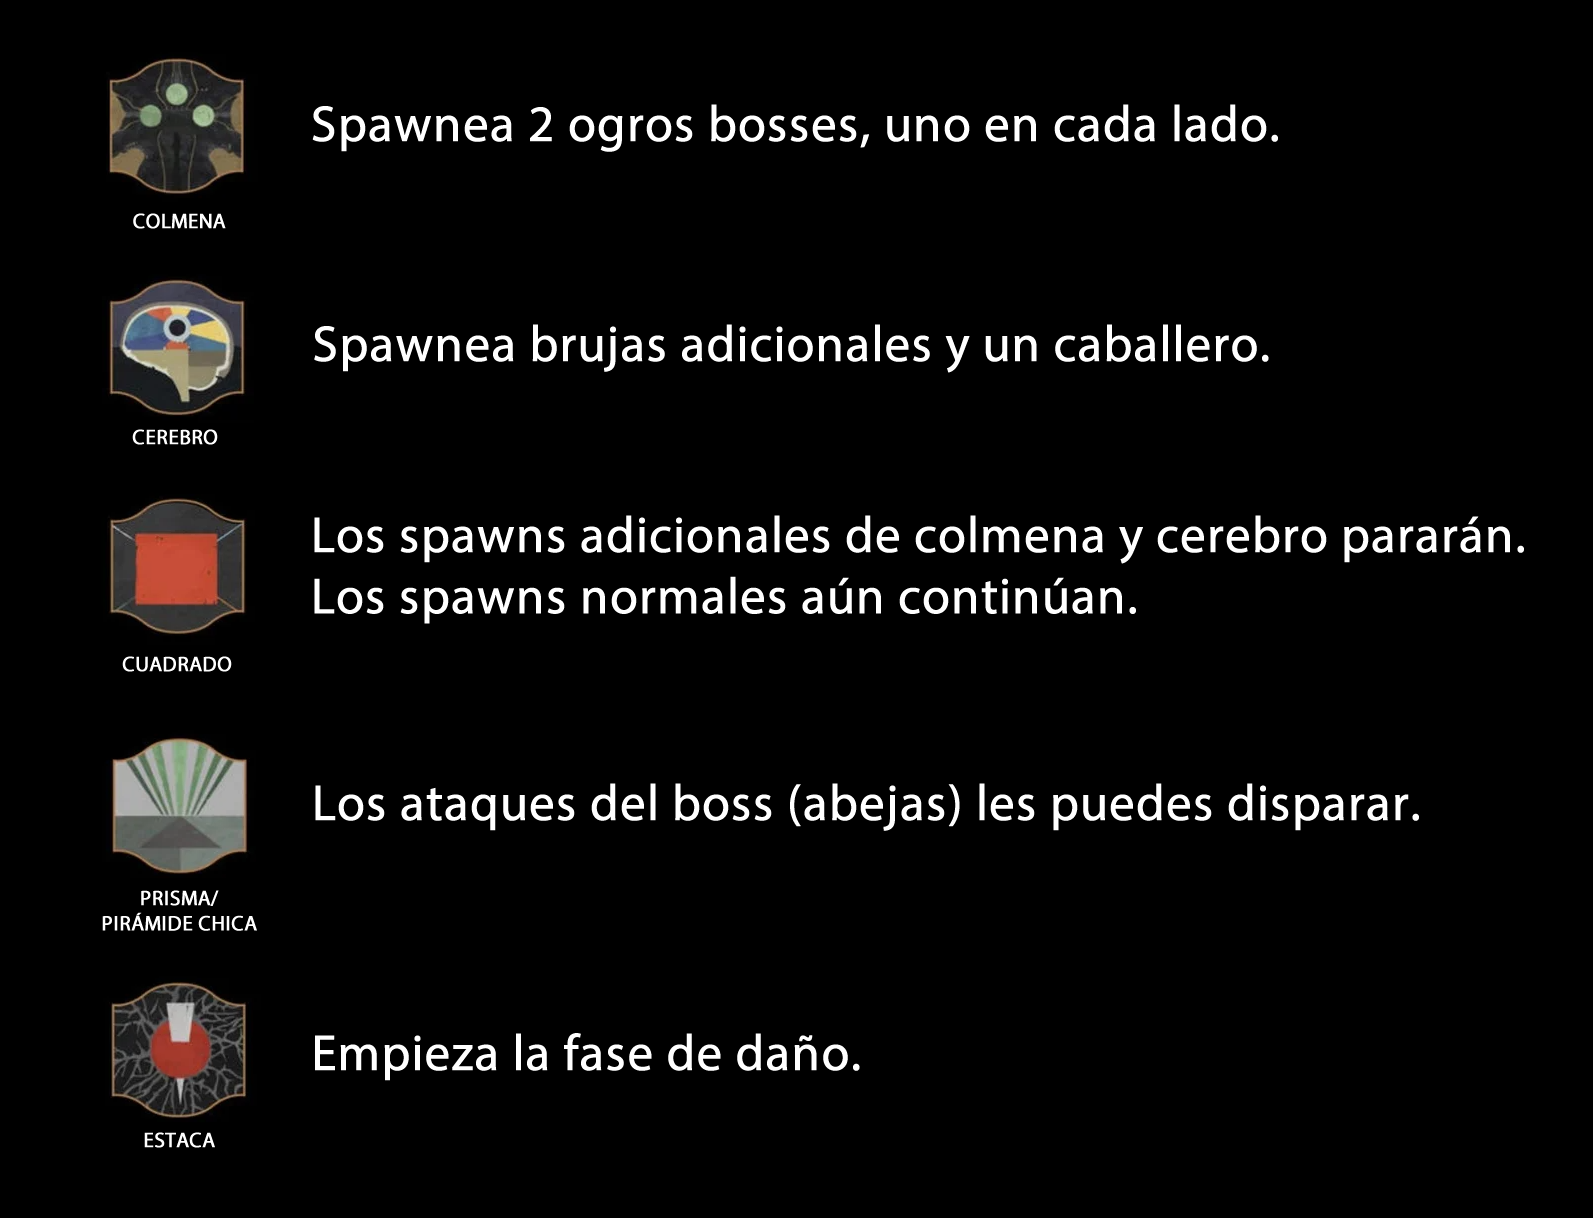 Spawnea 2 ogros bosses, uno en cada lado.
COLMENA
Spawnea brujas adicionales y un caballero.
CEREBRO
Los spawns adicionales de colmena y cerebro pararán.
Los spawns normales aún continúan.
CUADRADO
Los ataques del boss (abejas) les puedes disparar.
PRISMA/
PIRÁMIDE CHICA
Empieza la fase de daño.
ESTACA